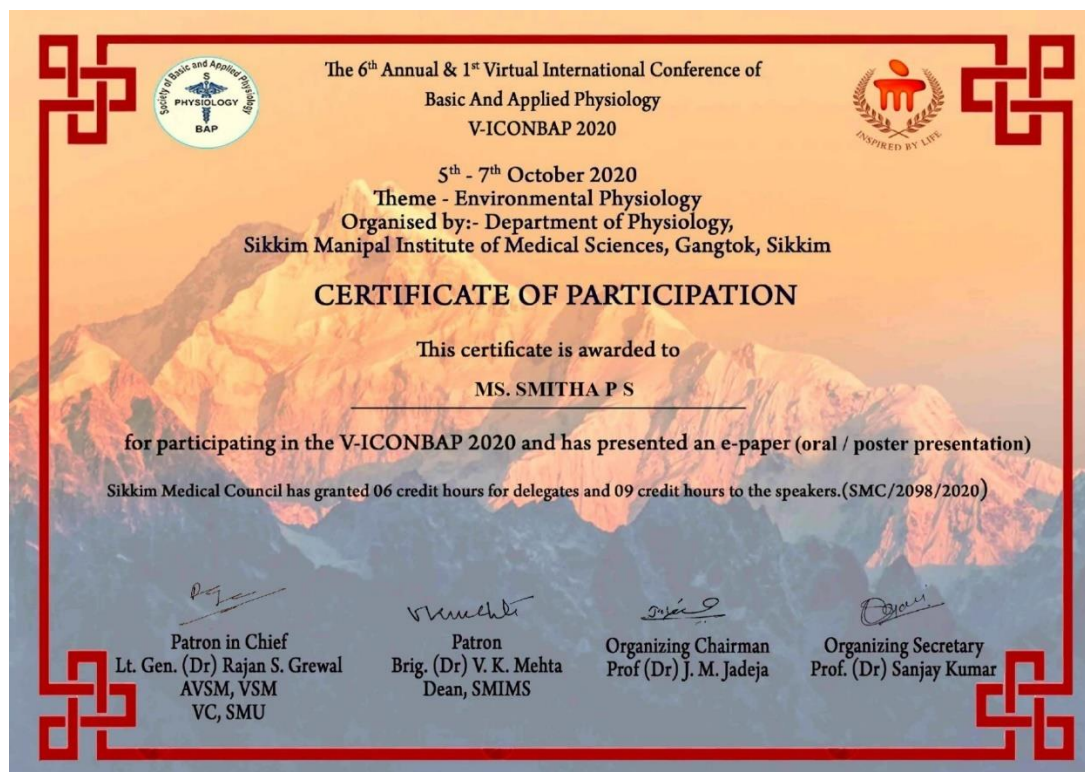 Society of Basic and Applied Physiology
S
PHYSIOLOGY
BAP
INSPIRED BY LIFE
The 6th Annual & 1st Virtual International Conference of
Basic And Applied Physiology
V-ICONBAP 2020
5th - 7th October 2020
Theme - Environmental Physiology
Organised by:- Department of Physiology,
Sikkim Manipal Institute of Medical Sciences, Gangtok, Sikkim
CERTIFICATE OF PARTICIPATION
This certificate is awarded to
MS. SMITHA P S
for participating in the V-ICONBAP 2020 and has presented an e-paper (oral / poster presentation)
Sikkim Medical Council has granted 06 credit hours for delegates and 09 credit hours to the speakers.(SMC/2098/2020)
Patron in Chief
Lt. Gen. (Dr) Rajan S. Grewal
AVSM, VSM
VC, SMU
Patron
Brig. (Dr) V. K. Mehta
Dean, SMIMS
Organizing Chairman
Prof (Dr) J. M. Jadeja
Organizing Secretary
Prof. (Dr) Sanjay Kumar